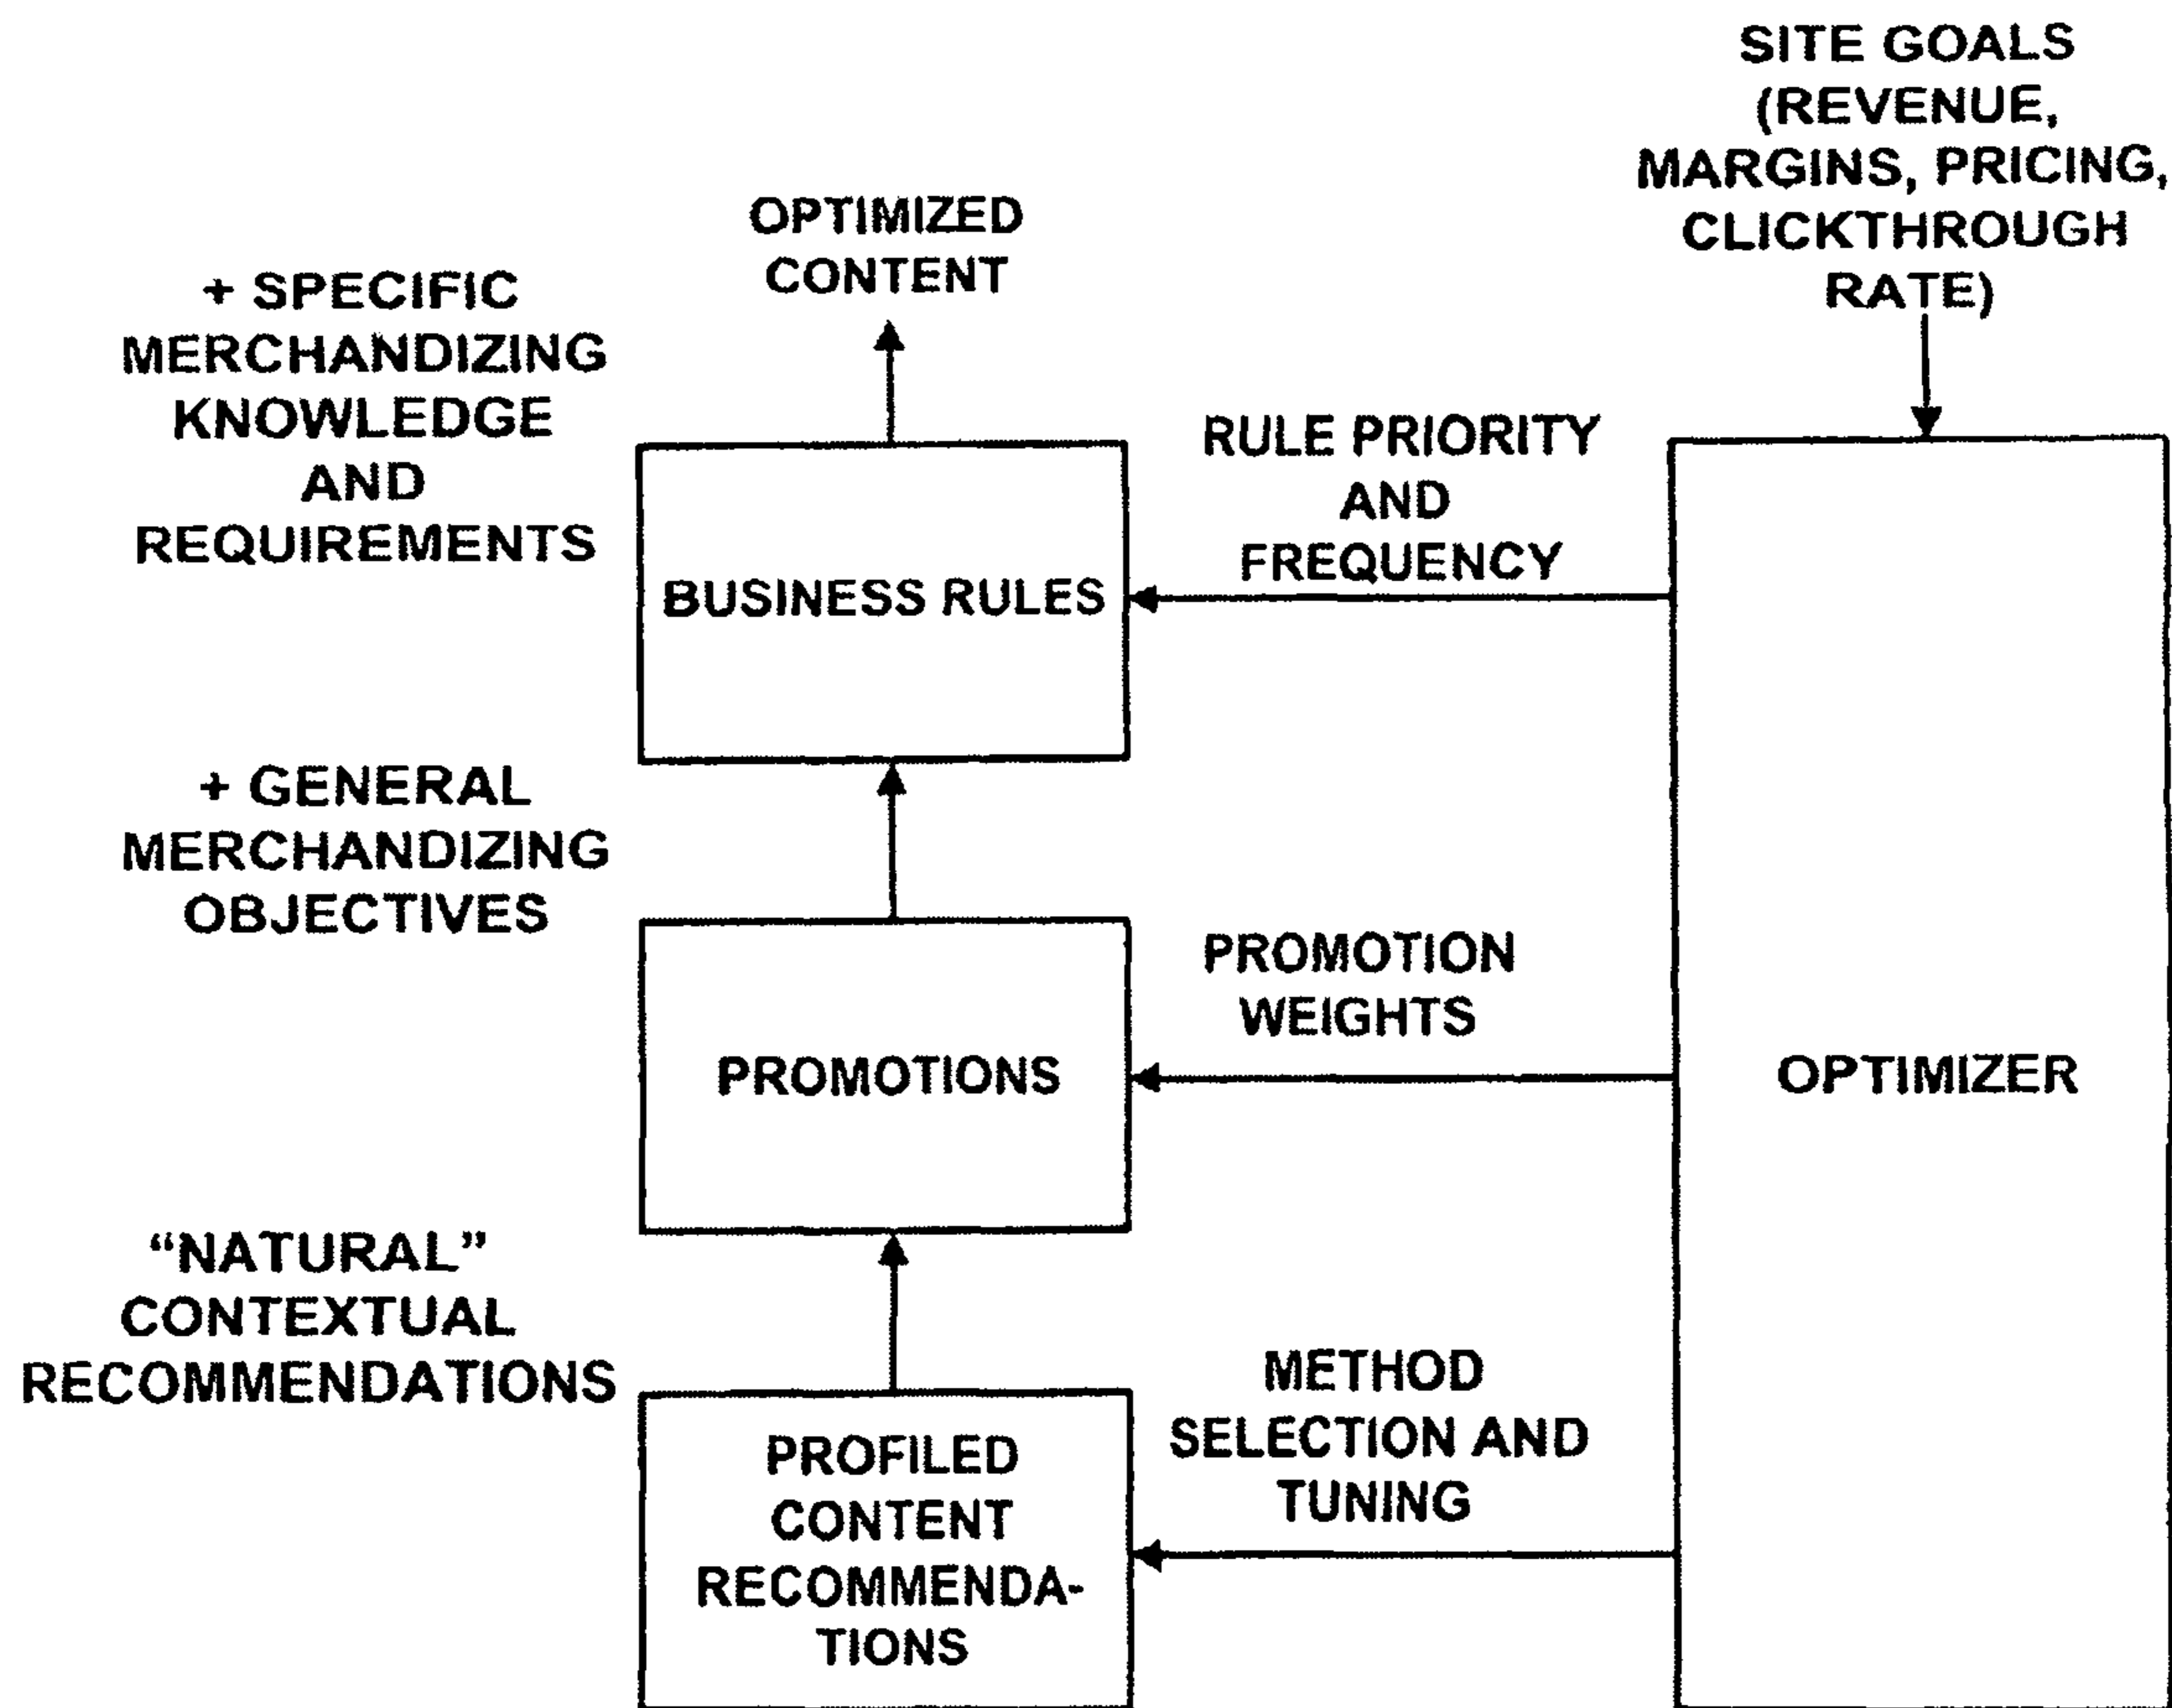 SITE GOALS
(REVENUE,
MARGINS, PRICING,
CLICKTHROUGH
RATE)
OPTIMIZED
CONTENT
+ SPECIFIC
MERCHANDIZING
KNOWLEDGE
AND
REQUIREMENTS
BUSINESS RULES
RULE PRIORITY
AND
FREQUENCY
+ GENERAL
MERCHANDIZING
OBJECTIVES
PROMOTIONS
PROMOTION
WEIGHTS
OPTIMIZER
“NATURAL”
CONTEXTUAL
RECOMMENDATIONS
PROFILED
CONTENT
RECOMMENDA-
TIONS
METHOD
SELECTION AND
TUNING